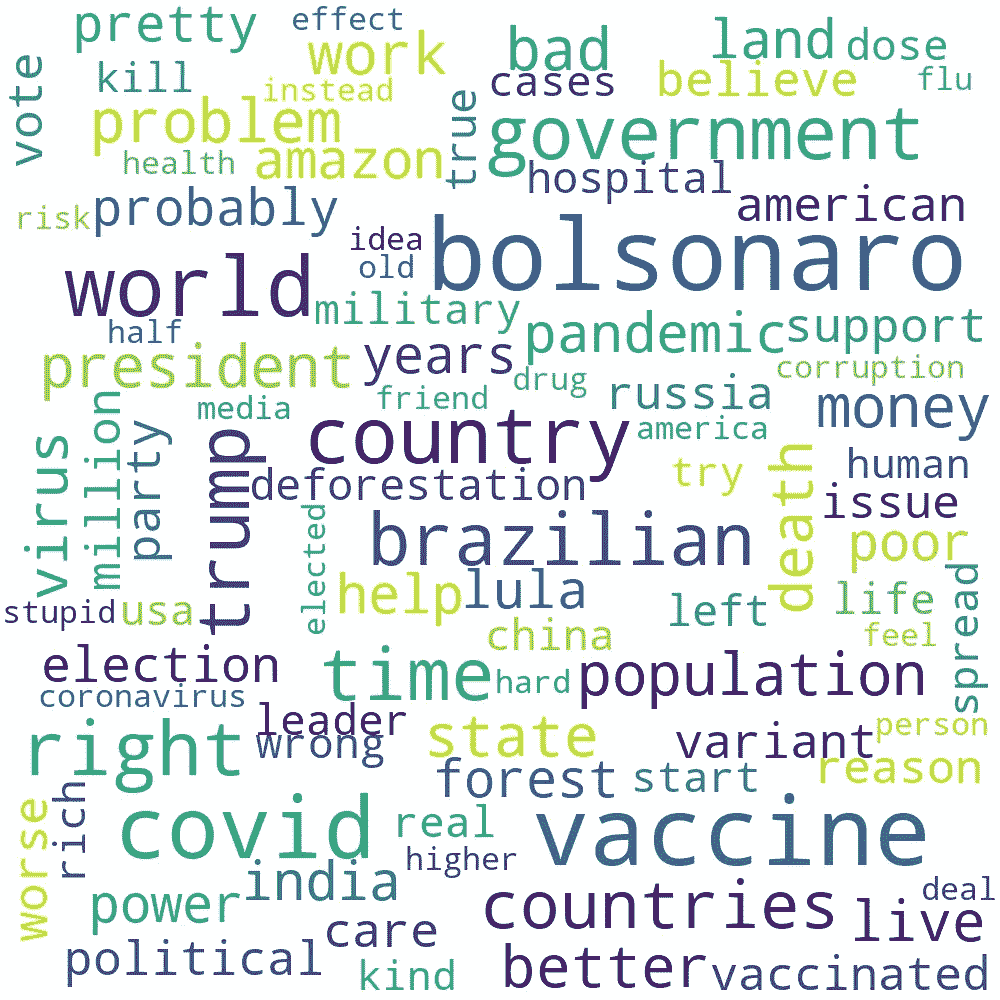 pretty
effect
work
bad
land
dose
vote
kill
instead
cases
believe
flu
problem
true
government
health
amazon
hospital
risk
probably
american
idea
old
bolsonaro
world
military
half
pandemic
support
president
years
drug
corruption
media
friend
russia
money
country
america
virus
million
party
trump
deforestation
try
death
human
issue
elected
brazilian
poor
stupid
usa
help
lula
left
life
spread
china
feel
election
time
hard
population
coronavirus
leader
right
wrong
state
variant
person
forest
start
reason
worse
rich
covid
real
vaccine
higher
india
power
countries
deal
live
care
political
kind
better
vaccinated